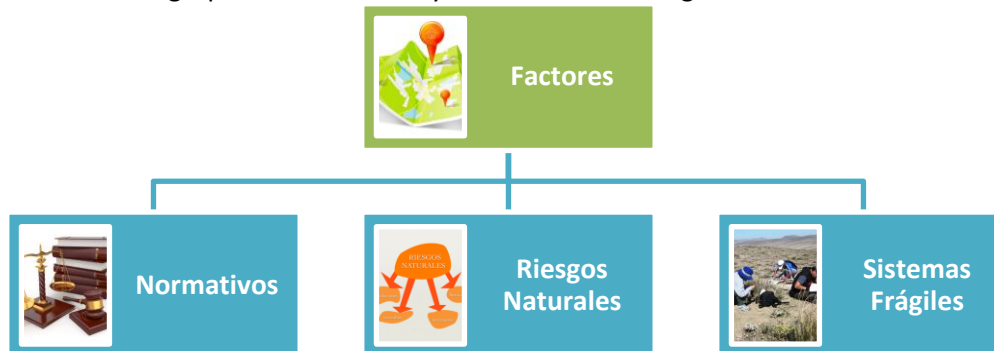 Factores
Normativos
RIESGOS
NATURALES
Riesgos
Naturales
Sistemas
Frágiles